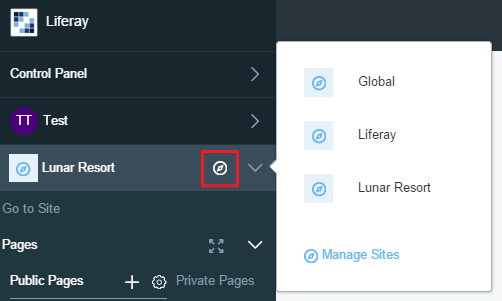 Liferay
Control Panel
TT Test
Lunar Resort
Go to Site
Pages
Public Pages Private Pages
Global
Liferay
Lunar Resort
Manage Sites